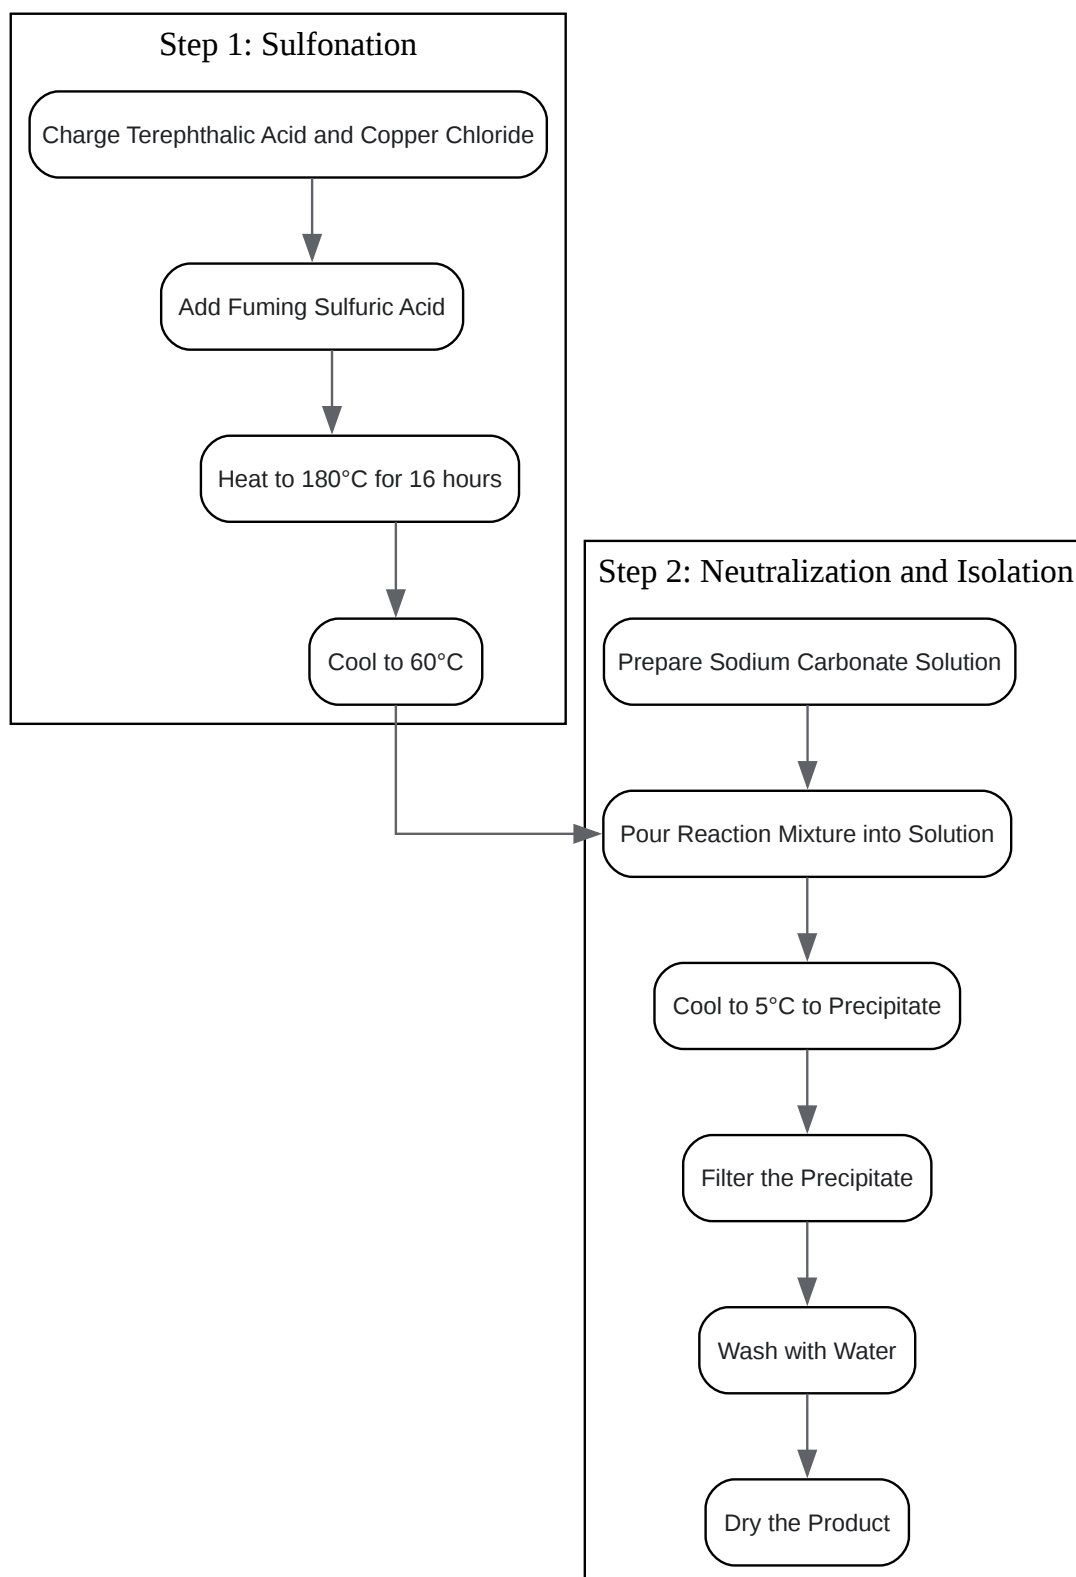 Step 1: Sulfonation
Charge Terephthalic Acid and Copper Chloride
Add Fuming Sulfuric Acid
Heat to 180°C for 16 hours
Cool to 60°C
Step 2: Neutralization and Isolation
Prepare Sodium Carbonate Solution
Pour Reaction Mixture into Solution
Cool to 5°C to Precipitate
Filter the Precipitate
Wash with Water
Dry the Product